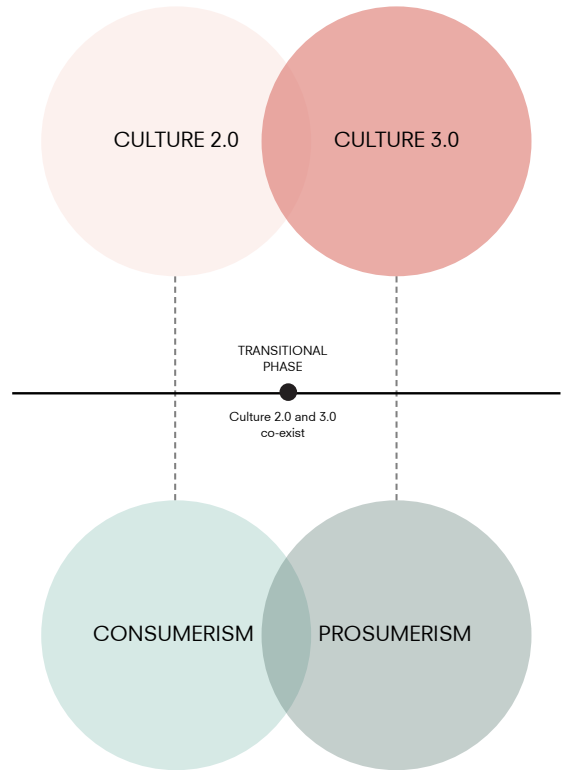 CULTURE 2.0
CULTURE 3.0
TRANSITIONAL
PHASE
Culture 2.0 and 3.0
co-exist
CONSUMERISM
PROSUMERISM